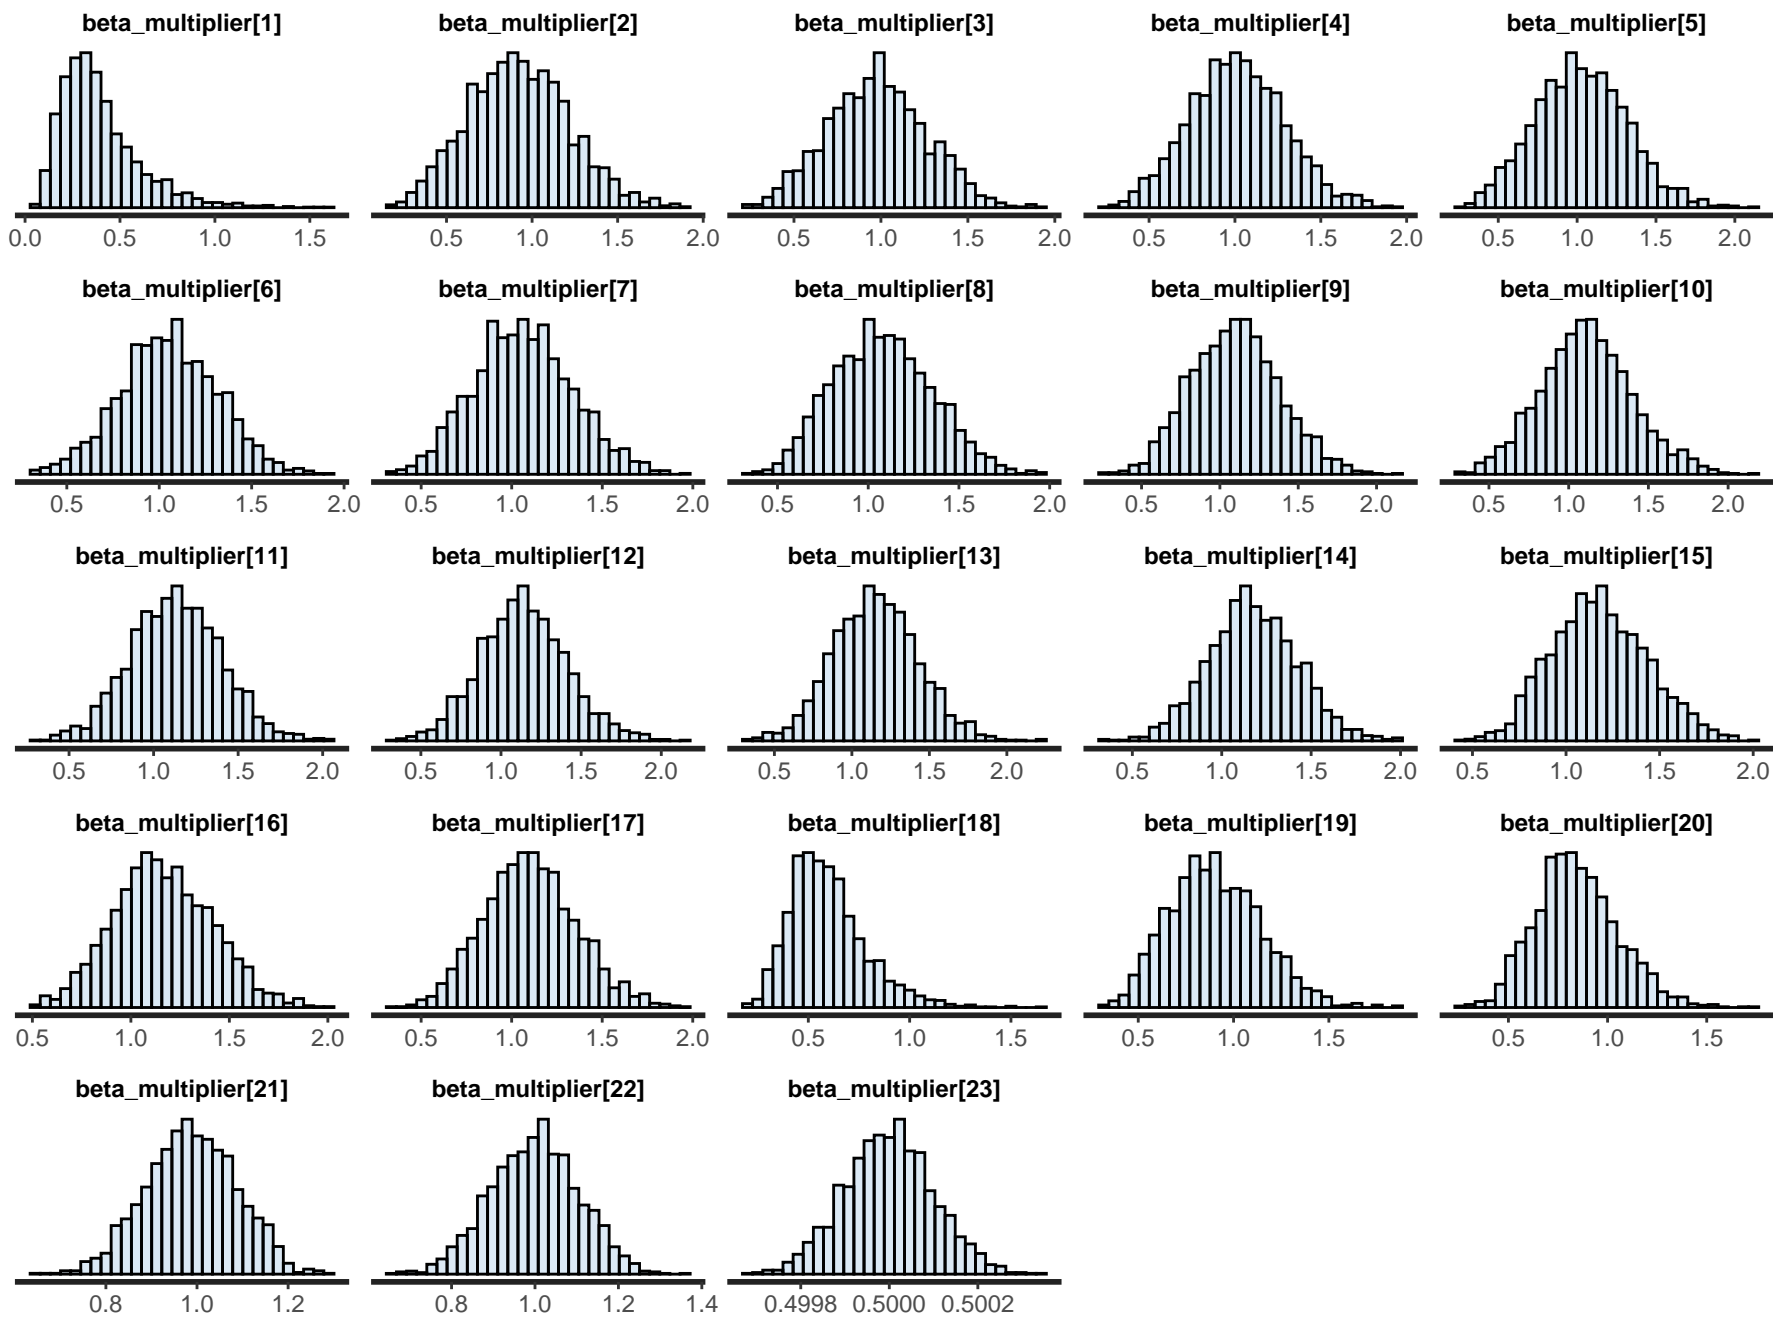 beta_multiplier[1] beta_multiplier[2] beta_multiplier[3] beta_multiplier[4] beta_multiplier[5]
0.0 0.5 1.0 1.5 0.5 1.0 1.5 2.0 0.5 1.0 1.5 2.0 0.5 1.0 1.5 2.0 0.5 1.0 1.5 2.0
beta_multiplier[6] beta_multiplier[7] beta_multiplier[8] beta_multiplier[9] beta_multiplier[10]
0.5 1.0 1.5 2.0 0.5 1.0 1.5 2.0 0.5 1.0 1.5 2.0 0.5 1.0 1.5 2.0 0.5 1.0 1.5 2.0
beta_multiplier[11] beta_multiplier[12] beta_multiplier[13] beta_multiplier[14] beta_multiplier[15]
0.5 1.0 1.5 2.0 0.5 1.0 1.5 2.0 0.5 1.0 1.5 2.0 0.5 1.0 1.5 2.0 0.5 1.0 1.5 2.0
beta_multiplier[16] beta_multiplier[17] beta_multiplier[18] beta_multiplier[19] beta_multiplier[20]
0.5 1.0 1.5 2.0 0.5 1.0 1.5 2.0 0.5 1.0 1.5 0.5 1.0 1.5 0.5 1.0 1.5
beta_multiplier[21] beta_multiplier[22] beta_multiplier[23]
0.8 1.0 1.2 0.8 1.0 1.2 1.4 0.4998 0.5000 0.5002